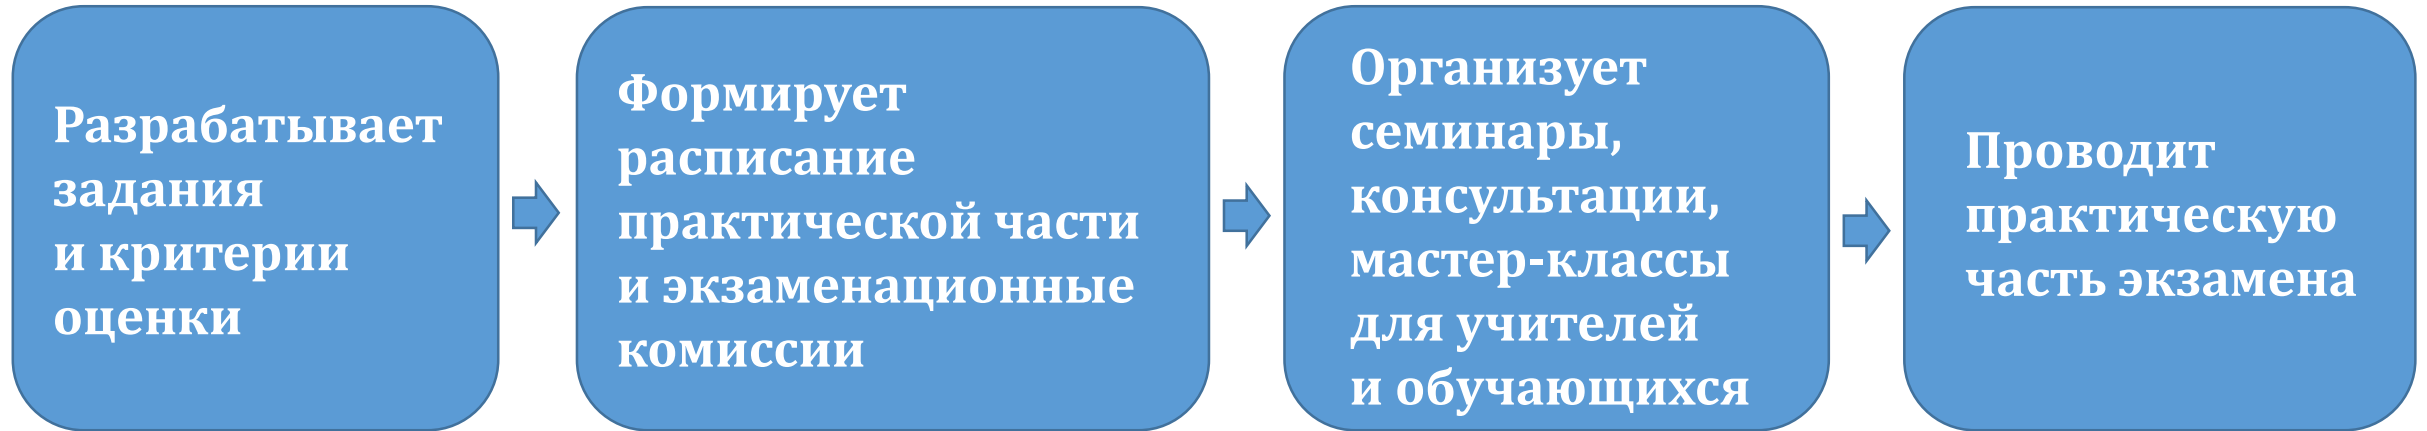 Разрабатывает
задания
и критерии
оценки
Формирует
расписание
практической части
и экзаменационные
комиссии
Организует
семинары,
консультации,
мастер-классы
для учителей
и обучающихся
Проводит
практическую
часть экзамена